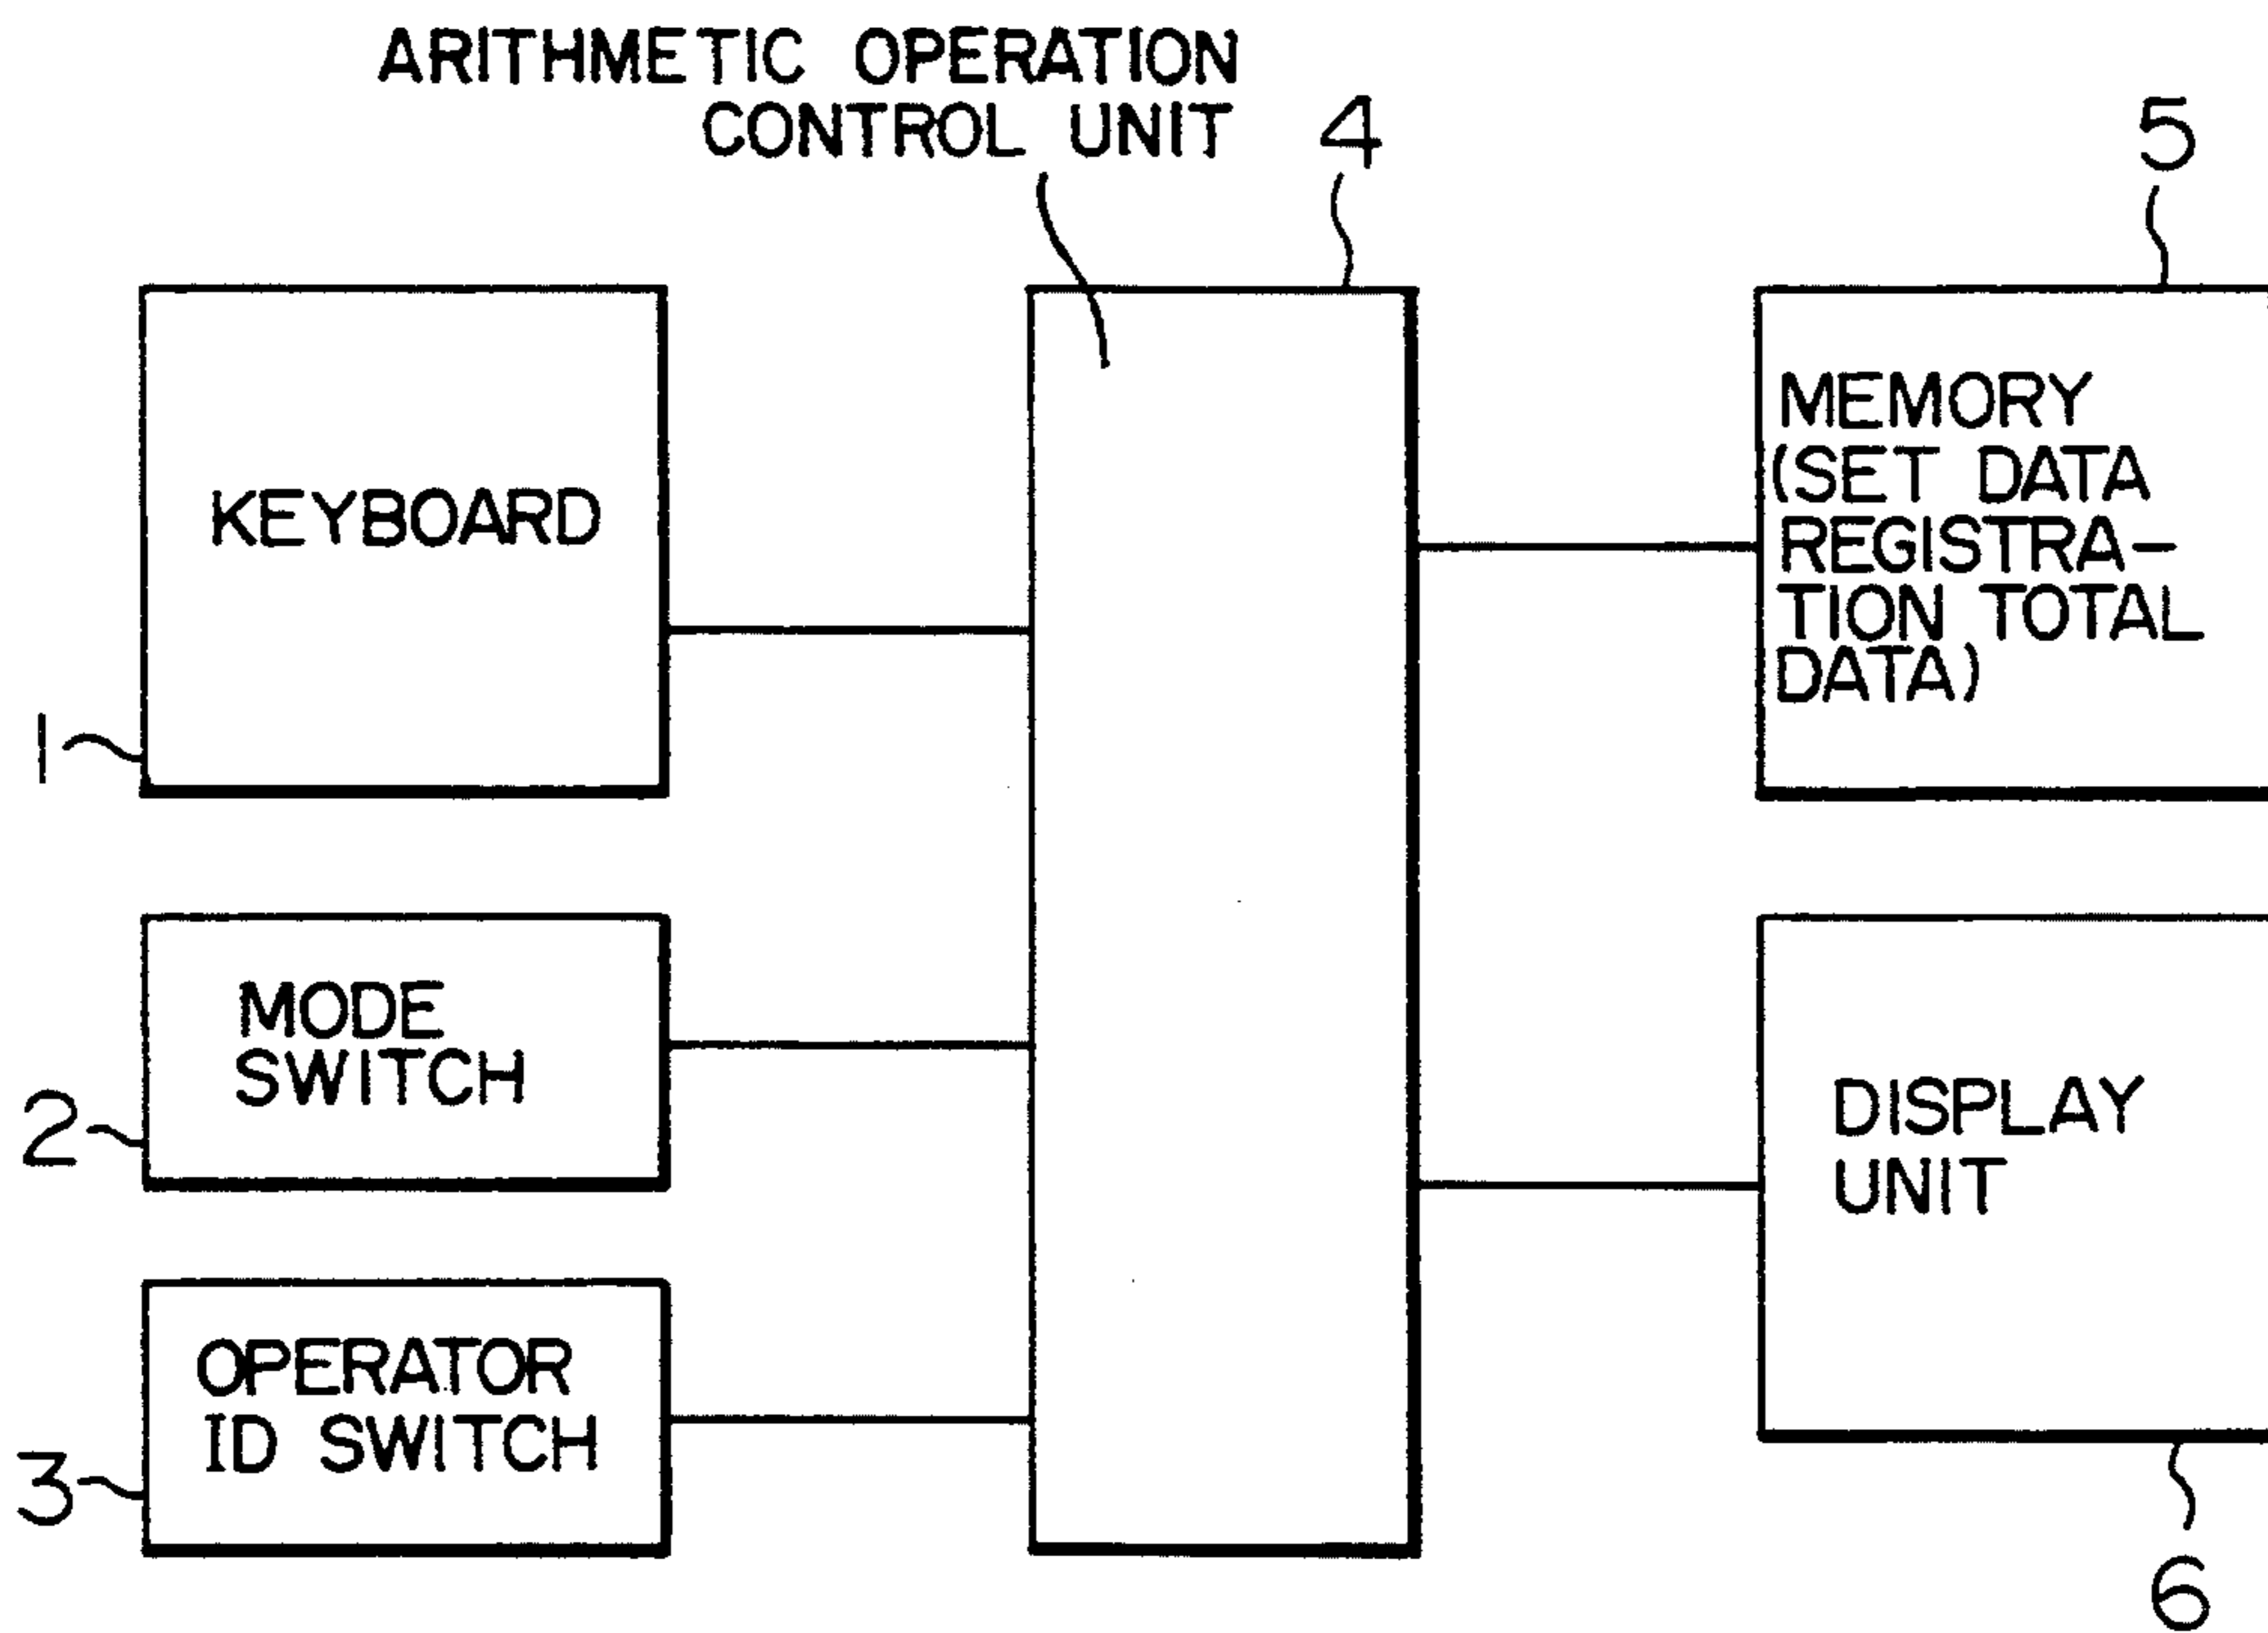 ARITHMETIC OPERATION
CONTROL UNIT
4
5
KEYBOARD
1
MEMORY
(SET DATA
REGISTRA-
TION TOTAL
DATA)
MODE
SWITCH
2
DISPLAY
UNIT
OPERATOR
ID SWITCH
3
6